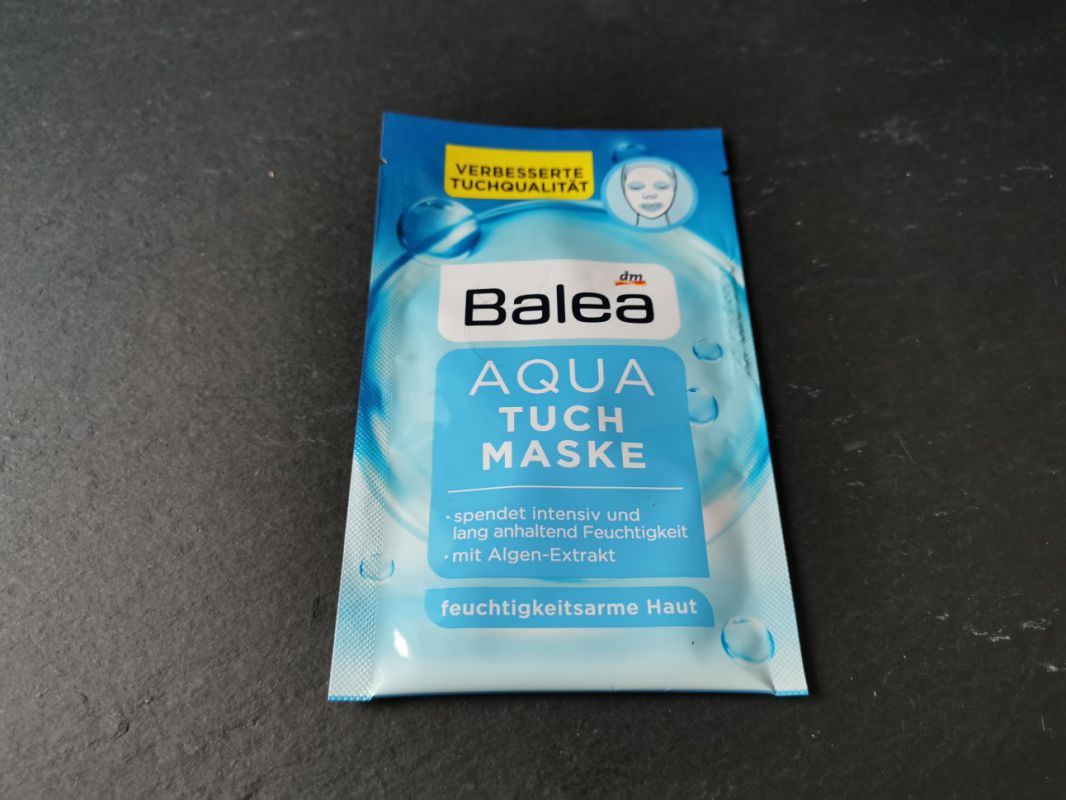 VERBESSERTE
TUCHQUALITÄT
dm
Balea
AQUA
TUCH
MASKE
· spendet intensiv und
lang anhaltend Feuchtigkeit
· mit Algen-Extrakt
feuchtigkeitsarme Haut